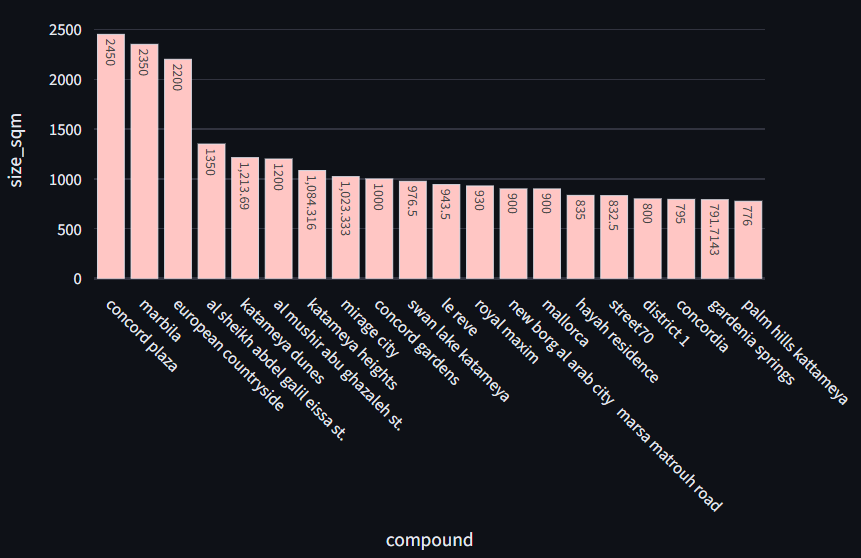 size_sqm
2500
2000
1500
1000
500
0
2450
2350
2200
1350
1,213.69
1200
1,084.316
1,023.333
1000
976.5
943.5
930
900
900
835
832.5
800
795
791.7143
776
concord plaza
marbila
european countryside
al sheikh abdel galil eissa st.
katameya dunes
al mushir abu ghazaleh st.
katameya heights
mirage city
concord gardens
swan lake katameya
le reve
royal maxim
new borg al arab city  marsa matrouh road
mallorca
hayah residence
street70
district 1
concordia
gardenia springs
palm hills kattameya
compound